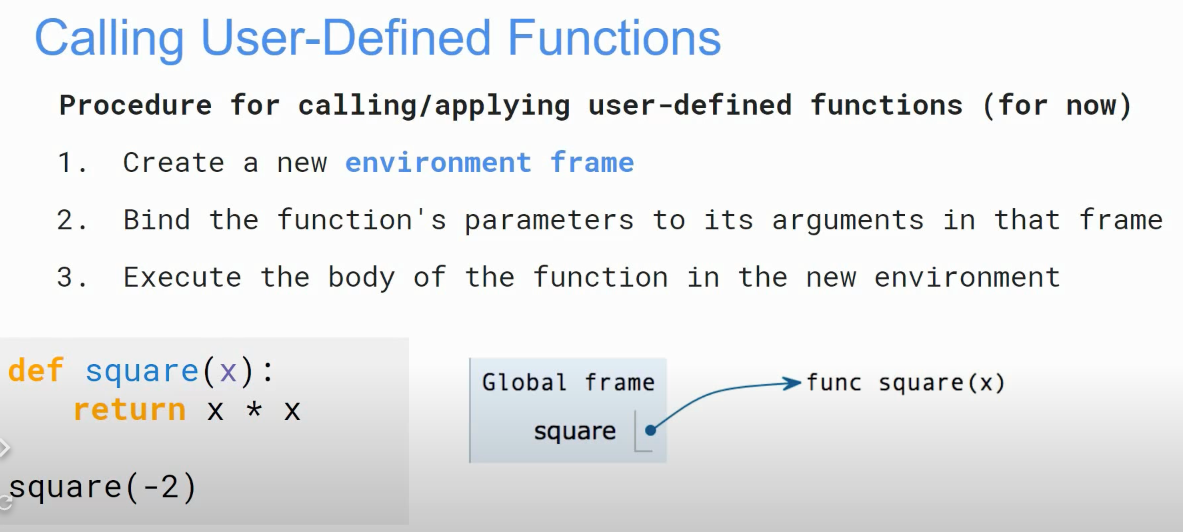 Calling User-Defined Functions
Procedure for calling/applying user-defined functions (for now)
1. Create a new environment frame
2. Bind the function's parameters to its arguments in that frame
3. Execute the body of the function in the new environment
def square(x):
    return x * x
square(-2)
Global frame
square
func square(x)